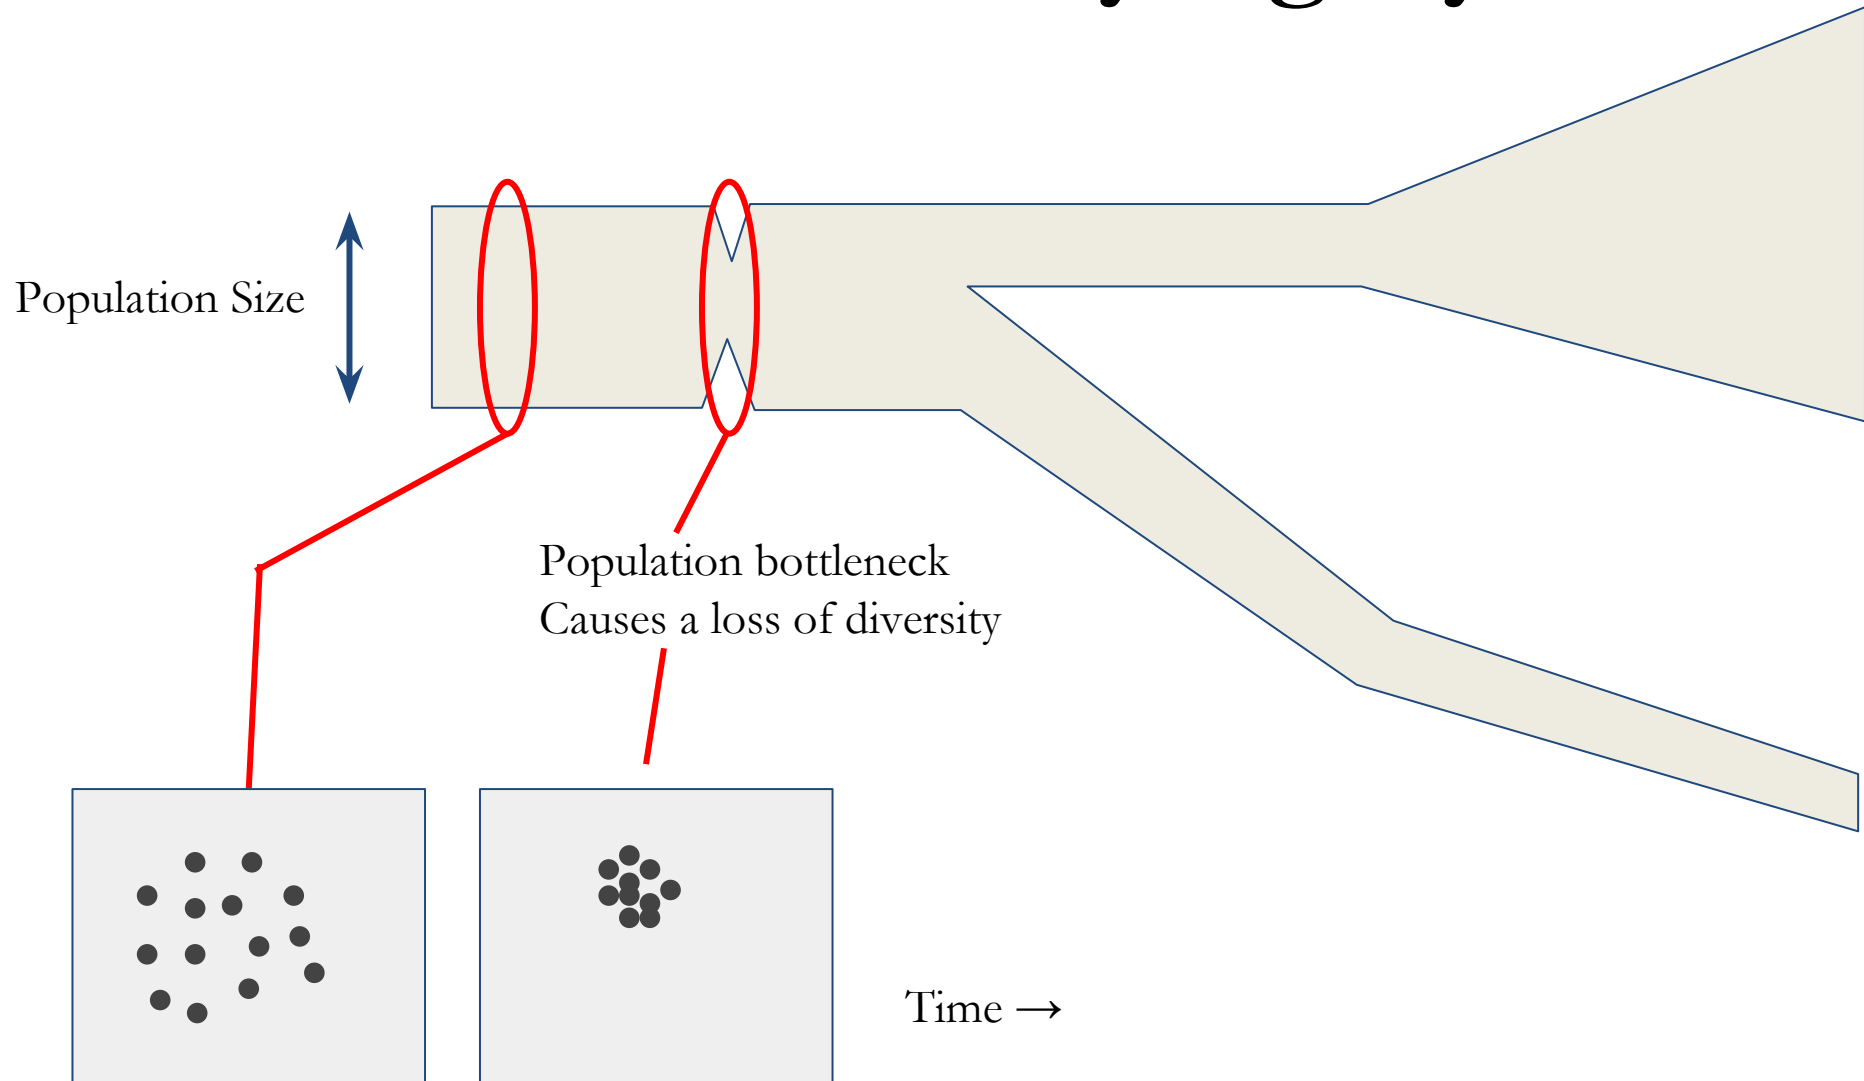 Population Size
Population bottleneck
Causes a loss of diversity
Time →